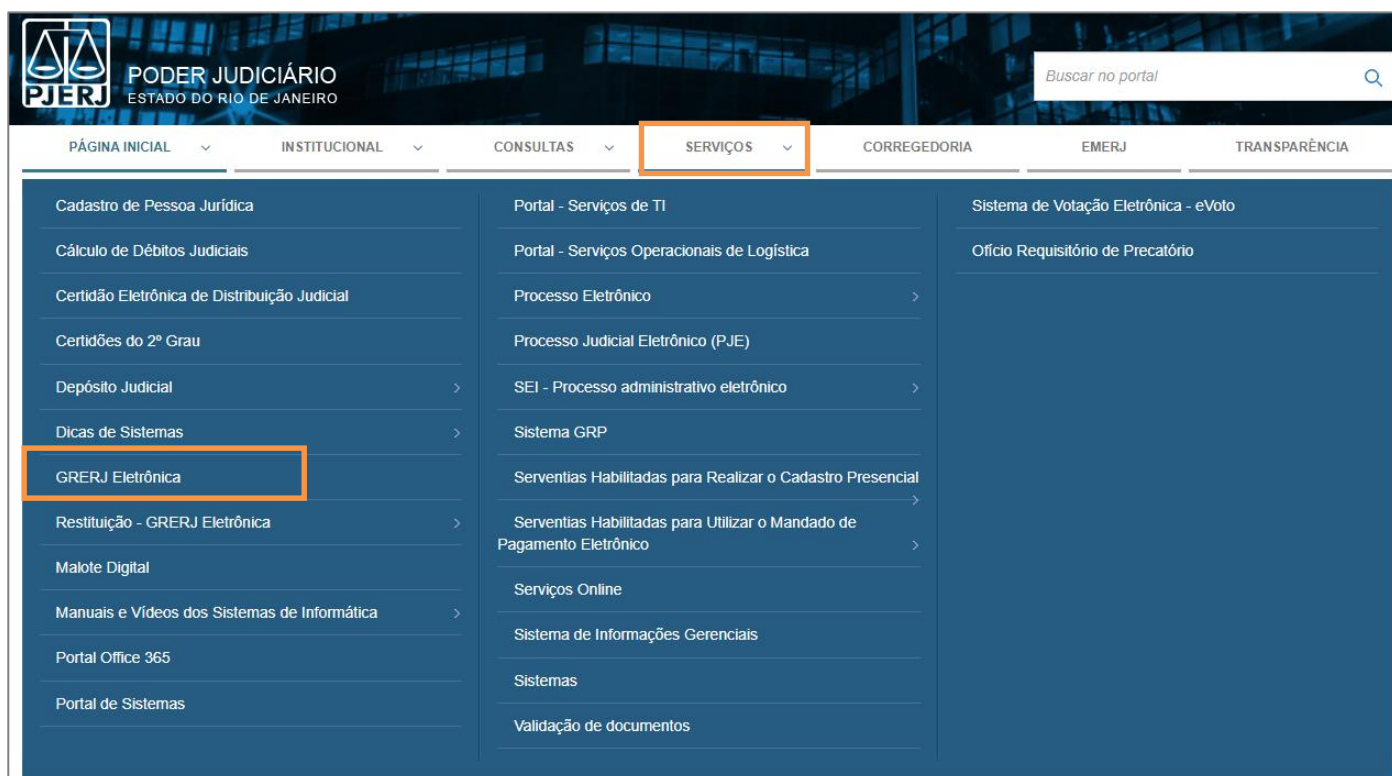 PJERJ
PODER JUDICIÁRIO
ESTADO DO RIO DE JANEIRO
Buscar no portal
PÁGINA INICIAL
INSTITUCIONAL
CONSULTAS
SERVIÇOS
CORREGEDORIA
EMERJ
TRANSPARÊNCIA
Cadastro de Pessoa Jurídica
Cálculo de Débitos Judiciais
Certidão Eletrônica de Distribuição Judicial
Certidões do 2º Grau
Depósito Judicial
Dicas de Sistemas
GRERJ Eletrônica
Restituição - GRERJ Eletrônica
Malote Digital
Manuais e Vídeos dos Sistemas de Informática
Portal Office 365
Portal de Sistemas
Portal - Serviços de TI
Portal - Serviços Operacionais de Logística
Processo Eletrônico
Processo Judicial Eletrônico (PJE)
SEI - Processo administrativo eletrônico
Sistema GRP
Serventias Habilitadas para Realizar o Cadastro Presencial
Serventias Habilitadas para Utilizar o Mandado de
Pagamento Eletrônico
Serviços Online
Sistema de Informações Gerenciais
Sistemas
Validação de documentos
Sistema de Votação Eletrônica - eVoto
Ofício Requisitório de Precatório